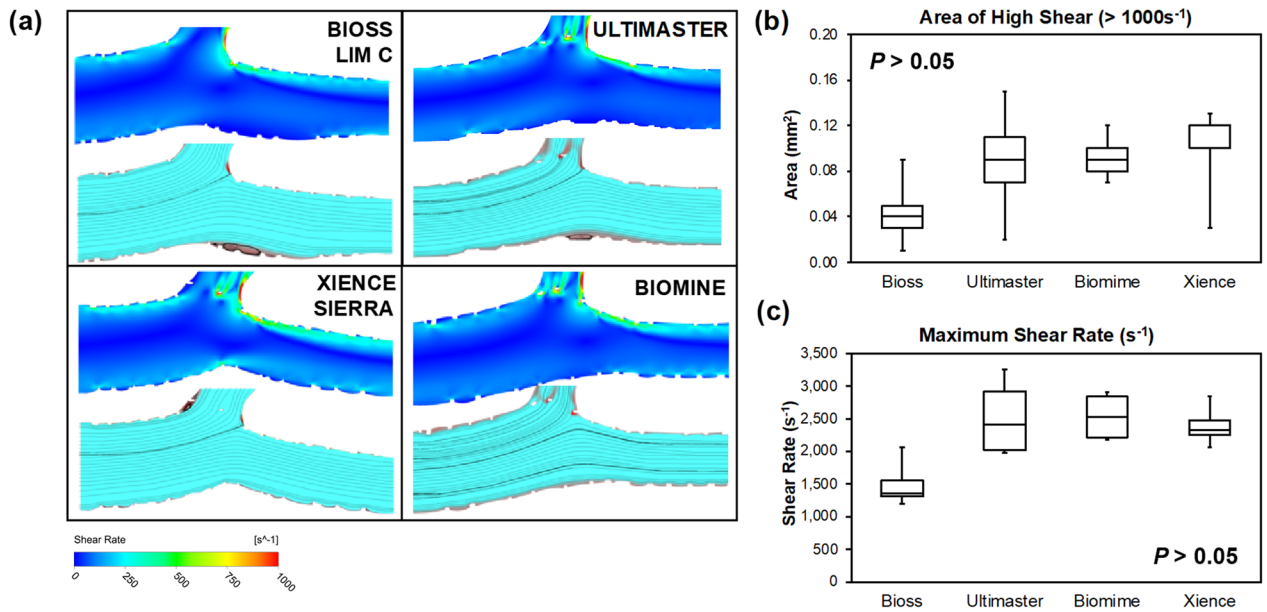 (a)
BIOSS
LIM C
ULTIMASTER
XIENCE
SIERRA
BIOMINE
Shear Rate [s^-1]
0 250 500 750 1000
(b)
Area of High Shear (> 1000s⁻¹)
P > 0.05
Area (mm²)
0.20
0.16
0.12
0.08
0.04
0.00
Bioss Ultimaster Biomime Xience
(c)
Maximum Shear Rate (s⁻¹)
Shear Rate (s⁻¹)
3,500
3,000
2,500
2,000
1,500
1,000
500
0
P > 0.05
Bioss Ultimaster Biomime Xience